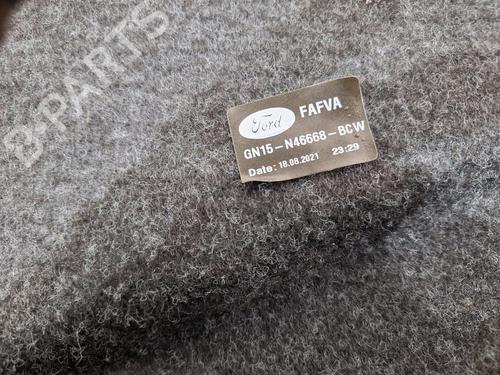 B-PARTS
Ford FAFVA
GN15-N46668-BCW
Date: 18.08.2021 23:29